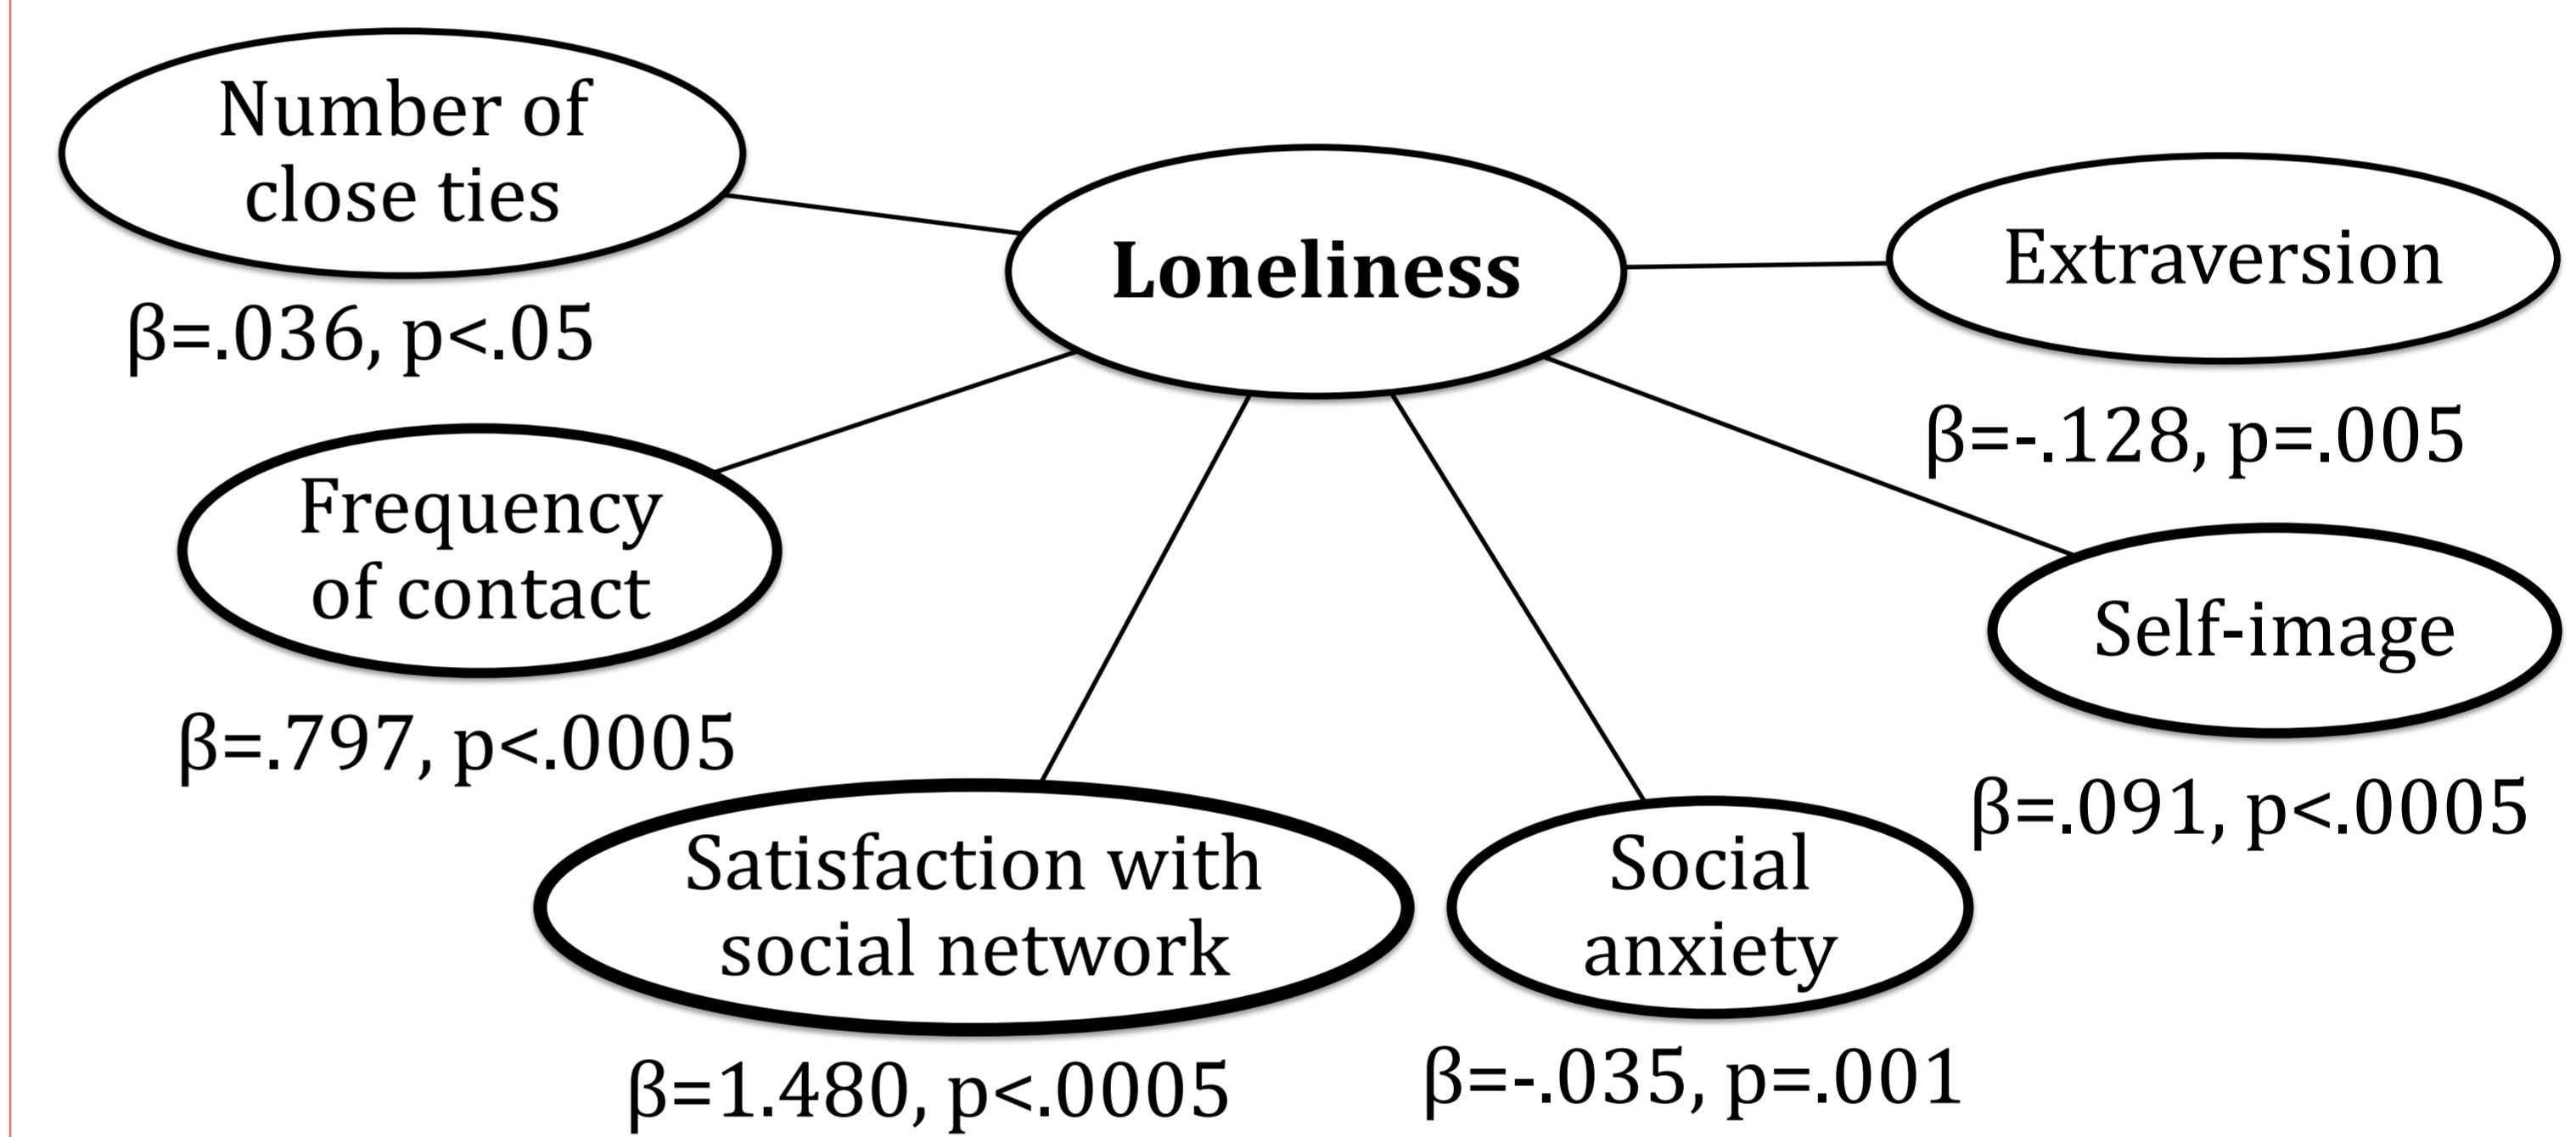 Number of
close ties
β=.036, p<.05
Loneliness
Extraversion
β=-.128, p=.005
Frequency
of contact
β=.797, p<.0005
Self-image
β=.091, p<.0005
Satisfaction with
social network
β=1.480, p<.0005
Social
anxiety
β=-.035, p=.001